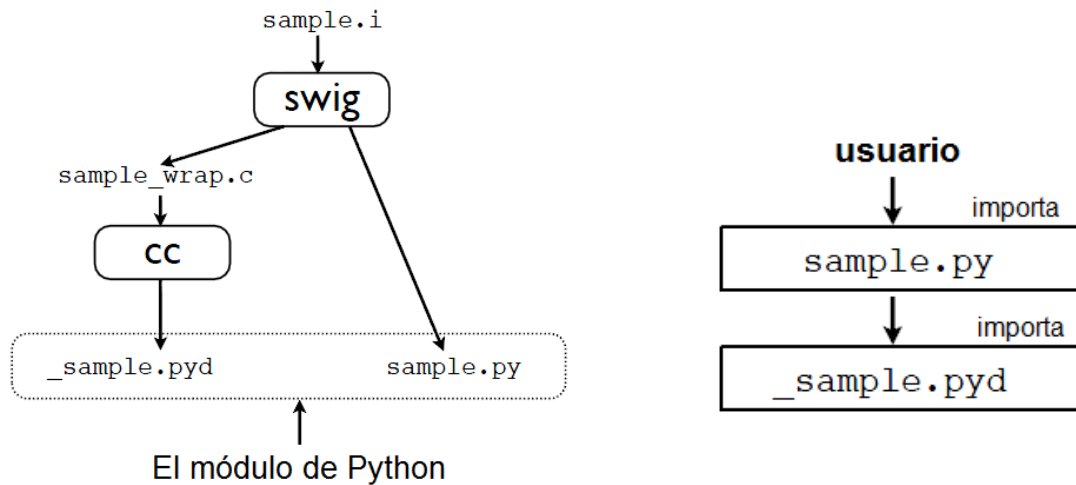 sample.i
swig
sample_wrap.c
cc
_sample.pyd
sample.py
El módulo de Python
usuario
importa
sample.py
importa
_sample.pyd